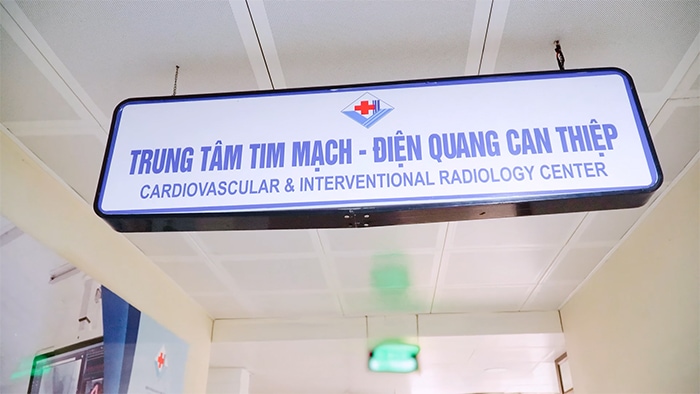 TRUNG TÂM TIM MẠCH - ĐIỆN QUANG CAN THIỆP
CARDIOVASCULAR & INTERVENTIONAL RADIOLOGY CENTER